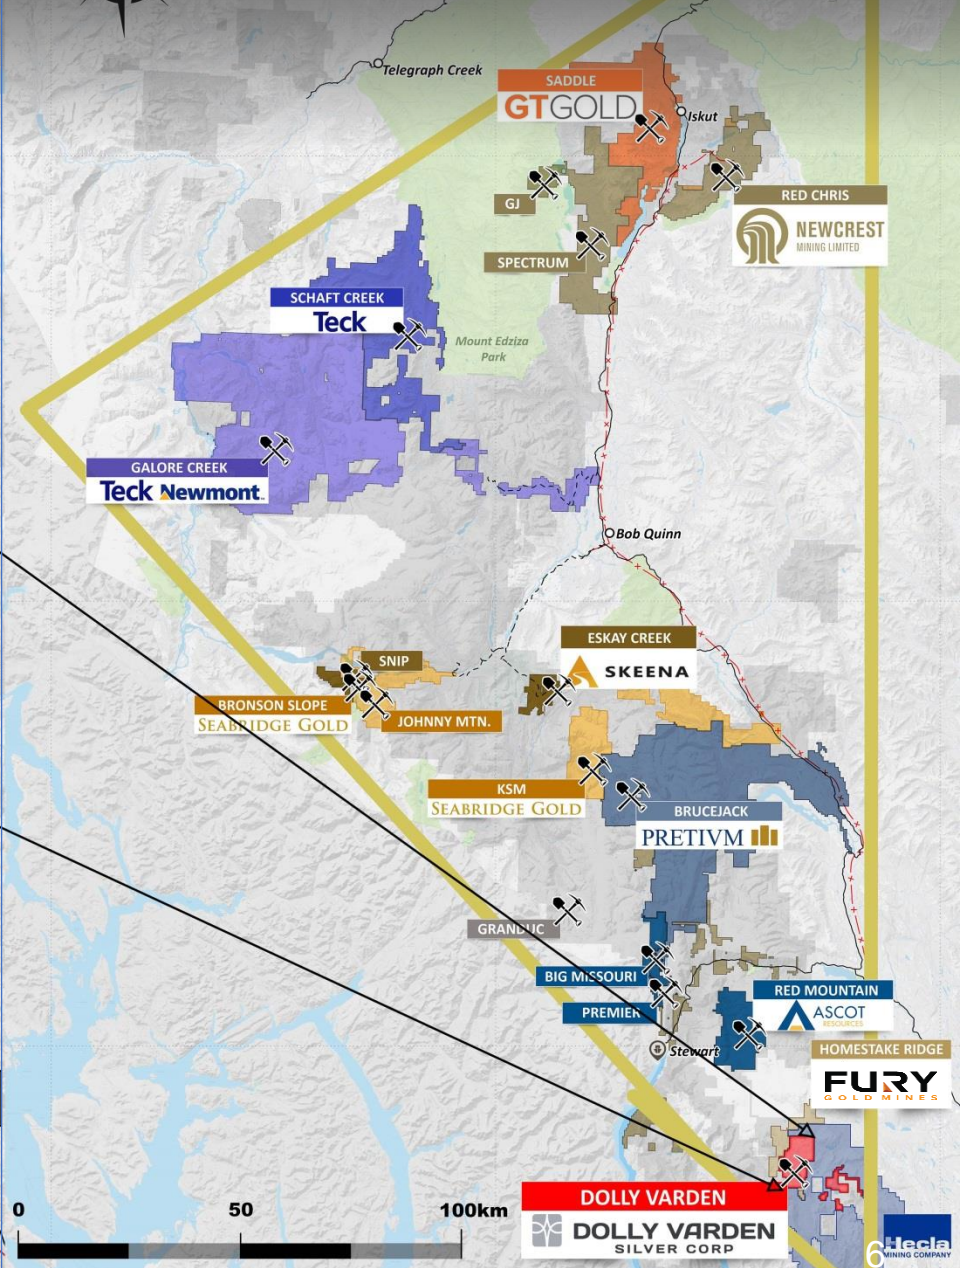 Telegraph Creek
SADDLE
GTGOLD
Iskut
GJ
RED CHRIS
NEWCREST
MINING LIMITED
SPECTRUM
SCHAFT CREEK
Teck
Mount Edziza
Park
GALORE CREEK
Teck Newmont
Bob Quinn
ESKAY CREEK
SKEENA
SNIP
BRONSON SLOPE
SEABRIDGE GOLD
JOHNNY MTN.
KSM
SEABRIDGE GOLD
BRUCEJACK
PRETIVM
GRANDUC
BIG MISSOURI
PREMIER
RED MOUNTAIN
ASCOT
RESOURCES
Stewart
HOMESTAKE RIDGE
FURY
GOLD MINES
DOLLY VARDEN
DOLLY VARDEN
SILVER CORP
0 50 100km
6
Hecla
MINING COMPANY